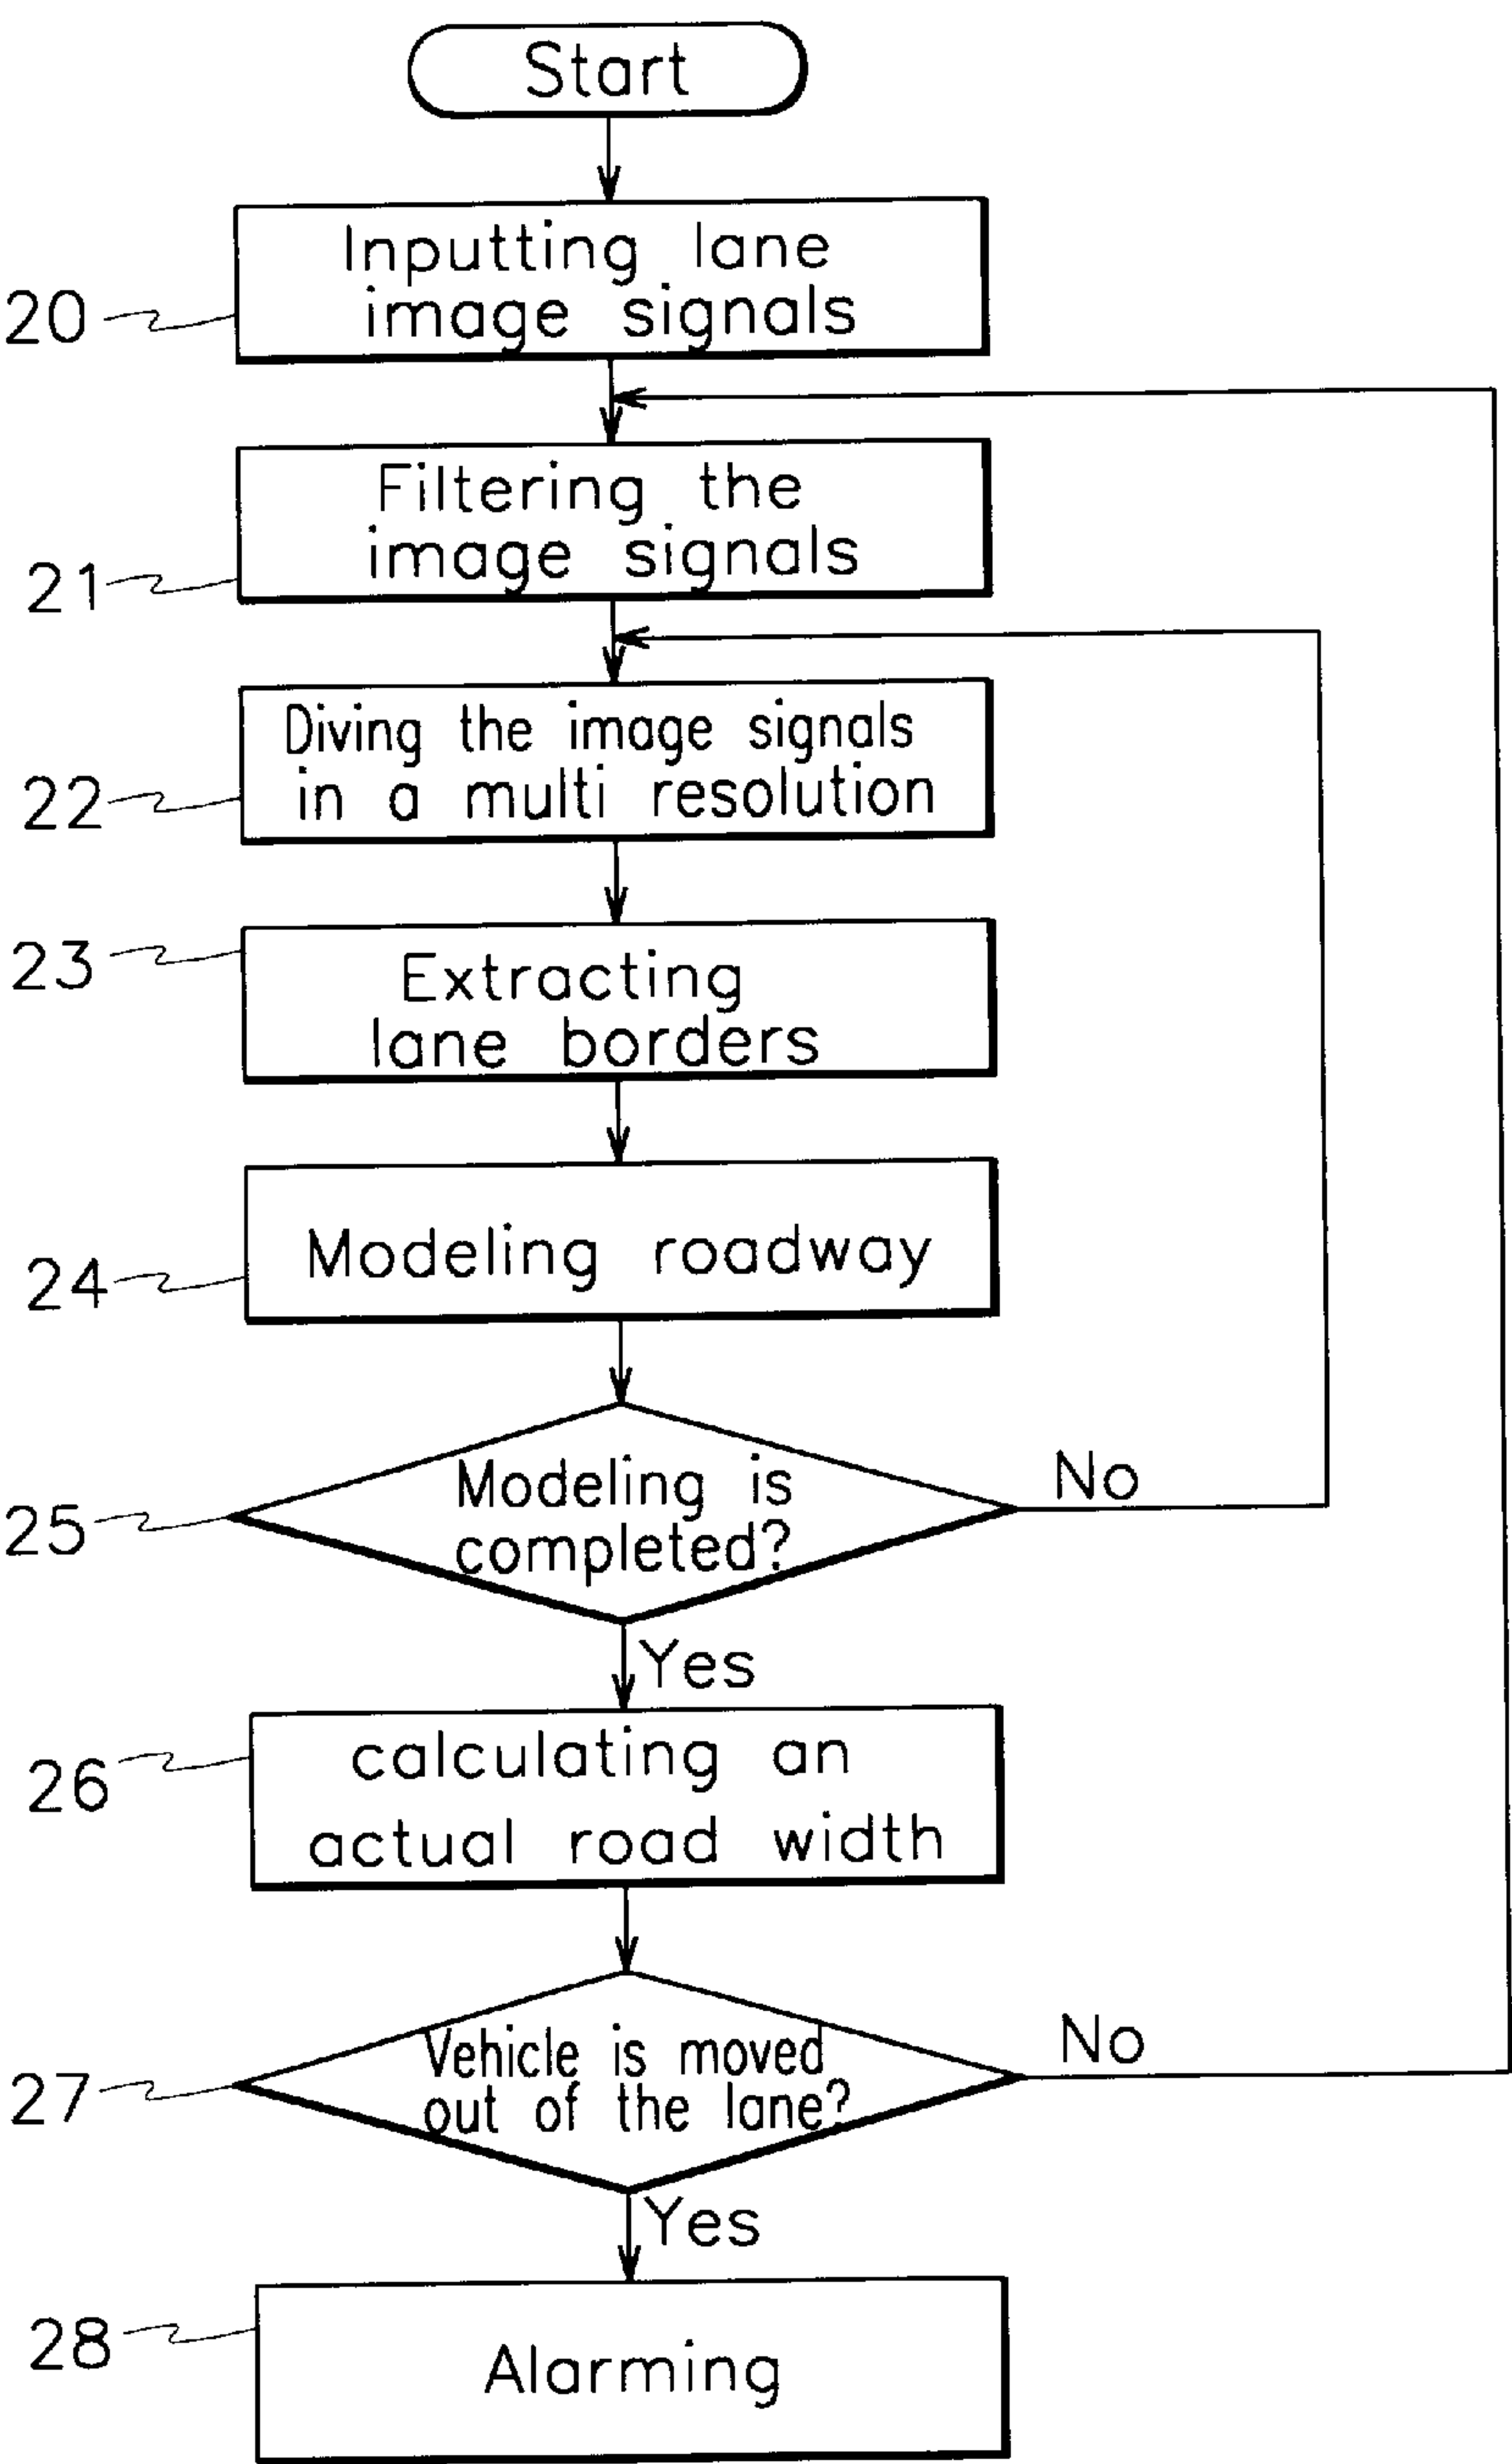 Start
Inputting lane
image signals
20
Filtering the
image signals
21
Diving the image signals
in a multi resolution
22
23
Extracting
lane borders
Modeling roadway
24
Modeling is
completed?
No
25
Yes
calculating an
actual road width
26
Vehicle is moved
out of the lane?
No
27
Yes
28
Alarming